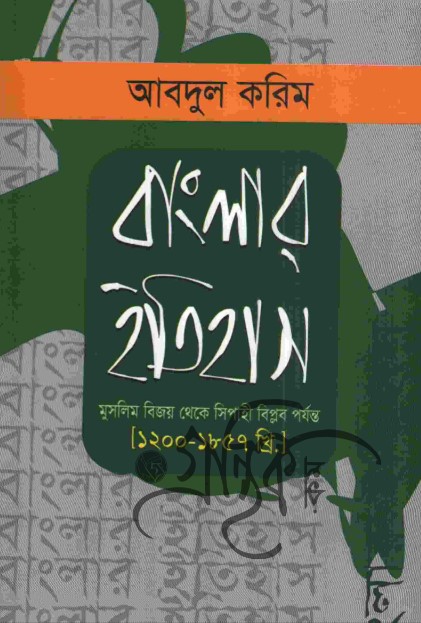 আবদুল করিম
বাংলার
ইতিহাস
মুসলিম বিজয় থেকে সিপাহী বিপ্লব পর্যন্ত
[১২০০-১৮৫৭ খ্রি.]